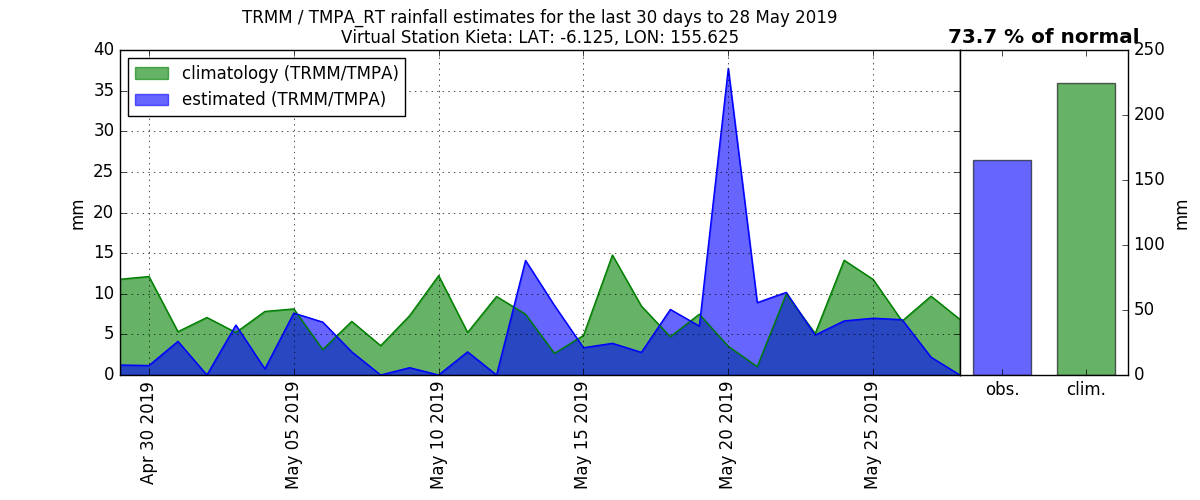 TRMM / TMPA_RT rainfall estimates for the last 30 days to 28 May 2019
Virtual Station Kieta: LAT: -6.125, LON: 155.625
73.7 % of normal
climatology (TRMM/TMPA)
estimated (TRMM/TMPA)
40
35
30
25
20
15
10
5
0
mm
Apr 30 2019
May 05 2019
May 10 2019
May 15 2019
May 20 2019
May 25 2019
250
200
150
100
50
0
mm
obs.
clim.